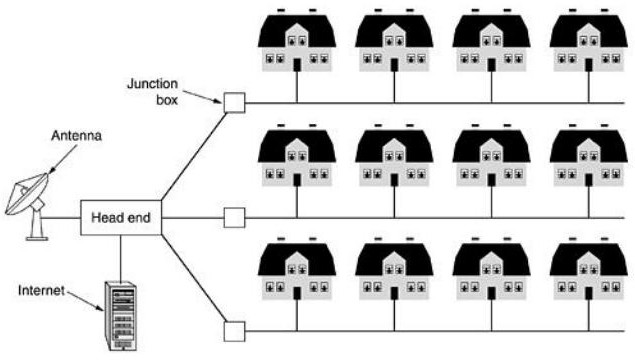 Junction
box
Antenna
Head end
Internet